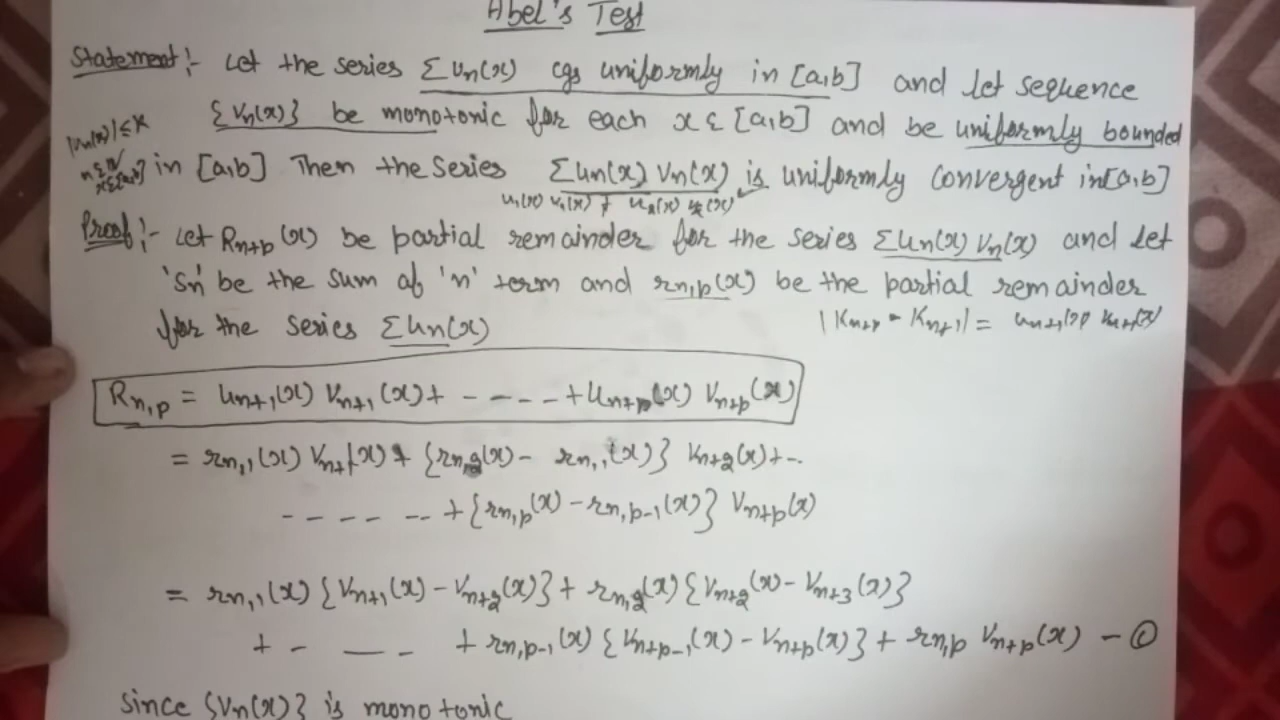 Abel's Test
Statement:- Let the series Σun(x) cgs uniformly in [a,b] and let sequence
{Vn(x)} be monotonic for each x ε [a,b] and be uniformly bounded
|Vn(x)| ≤ K
n ε N
x ε [a,b]
in [a,b] Then the series Σun(x) Vn(x) is uniformly convergent in [a,b]
u1(x) v1(x) + u2(x) v2(x)
Proof:- Let Rn+p(x) be partial remainder for the series Σun(x) Vn(x) and let
'Sn' be the sum of 'n' term and rn,p(x) be the partial remainder
for the series Σun(x)
Rn,p = un+1(x) Vn+1(x) + - - - - + un+p(x) Vn+p(x)
= rn,1(x) Vn+1(x) + {rn,2(x) - rn,1(x)} Vn+2(x) + - -
- - - - - - + {rn,p(x) - rn,p-1(x)} Vn+p(x)
= rn,1(x) {Vn+1(x) - Vn+2(x)} + rn,2(x) {Vn+2(x) - Vn+3(x)}
+ - - - - + rn,p-1(x) {Vn+p-1(x) - Vn+p(x)} + rn,p Vn+p(x) - ①
since {Vn(x)} is monotonic